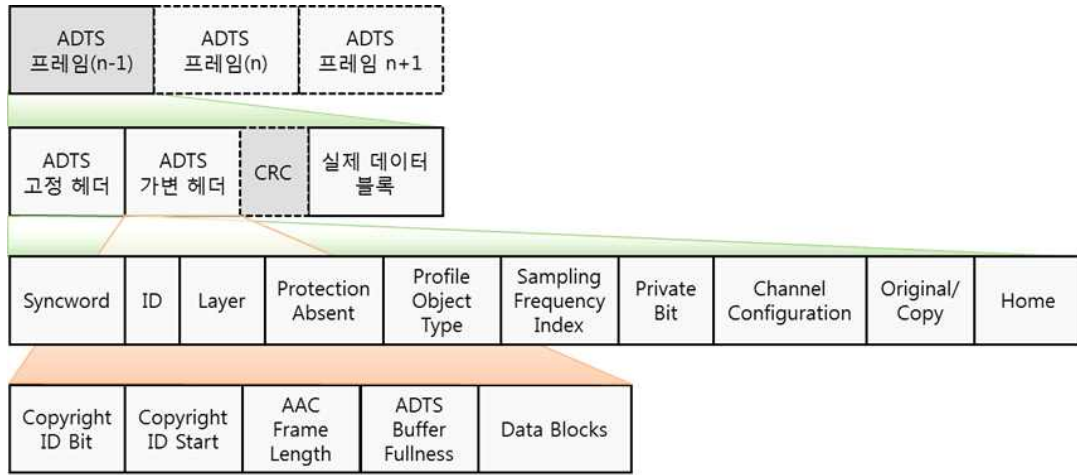 ADTS
프레임(n-1)
ADTS
프레임(n)
ADTS
프레임 n+1
ADTS
고정 헤더
ADTS
가변 헤더
CRC
실제 데이터
블록
Syncword
ID
Layer
Protection
Absent
Profile
Object
Type
Sampling
Frequency
Index
Private
Bit
Channel
Configuration
Original/
Copy
Home
Copyright
ID Bit
Copyright
ID Start
AAC
Frame
Length
ADTS
Buffer
Fullness
Data Blocks